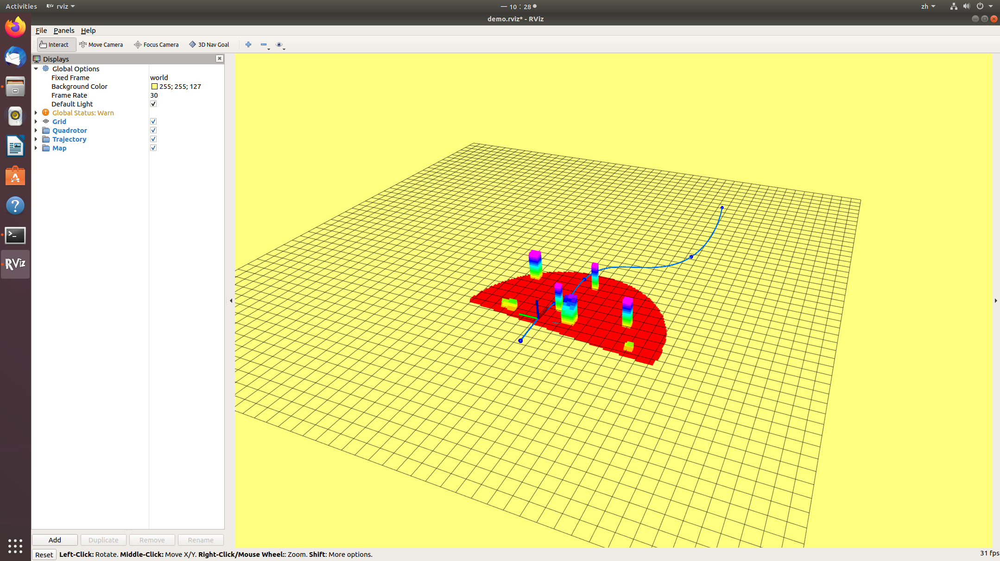 Activities RViz rviz 一 10：28 zh
demo.rviz* - RViz
File Panels Help
Interact Move Camera Focus Camera 3D Nav Goal
Displays
Global Options
Fixed Frame world
Background Color 255; 255; 127
Frame Rate 30
Default Light
Global Status: Warn
Grid
Quadrotor
Trajectory
Map
RViz
Add Duplicate Remove Rename
Reset Left-Click: Rotate. Middle-Click: Move X/Y. Right-Click/Mouse Wheel:: Zoom. Shift: More options. 31 fps